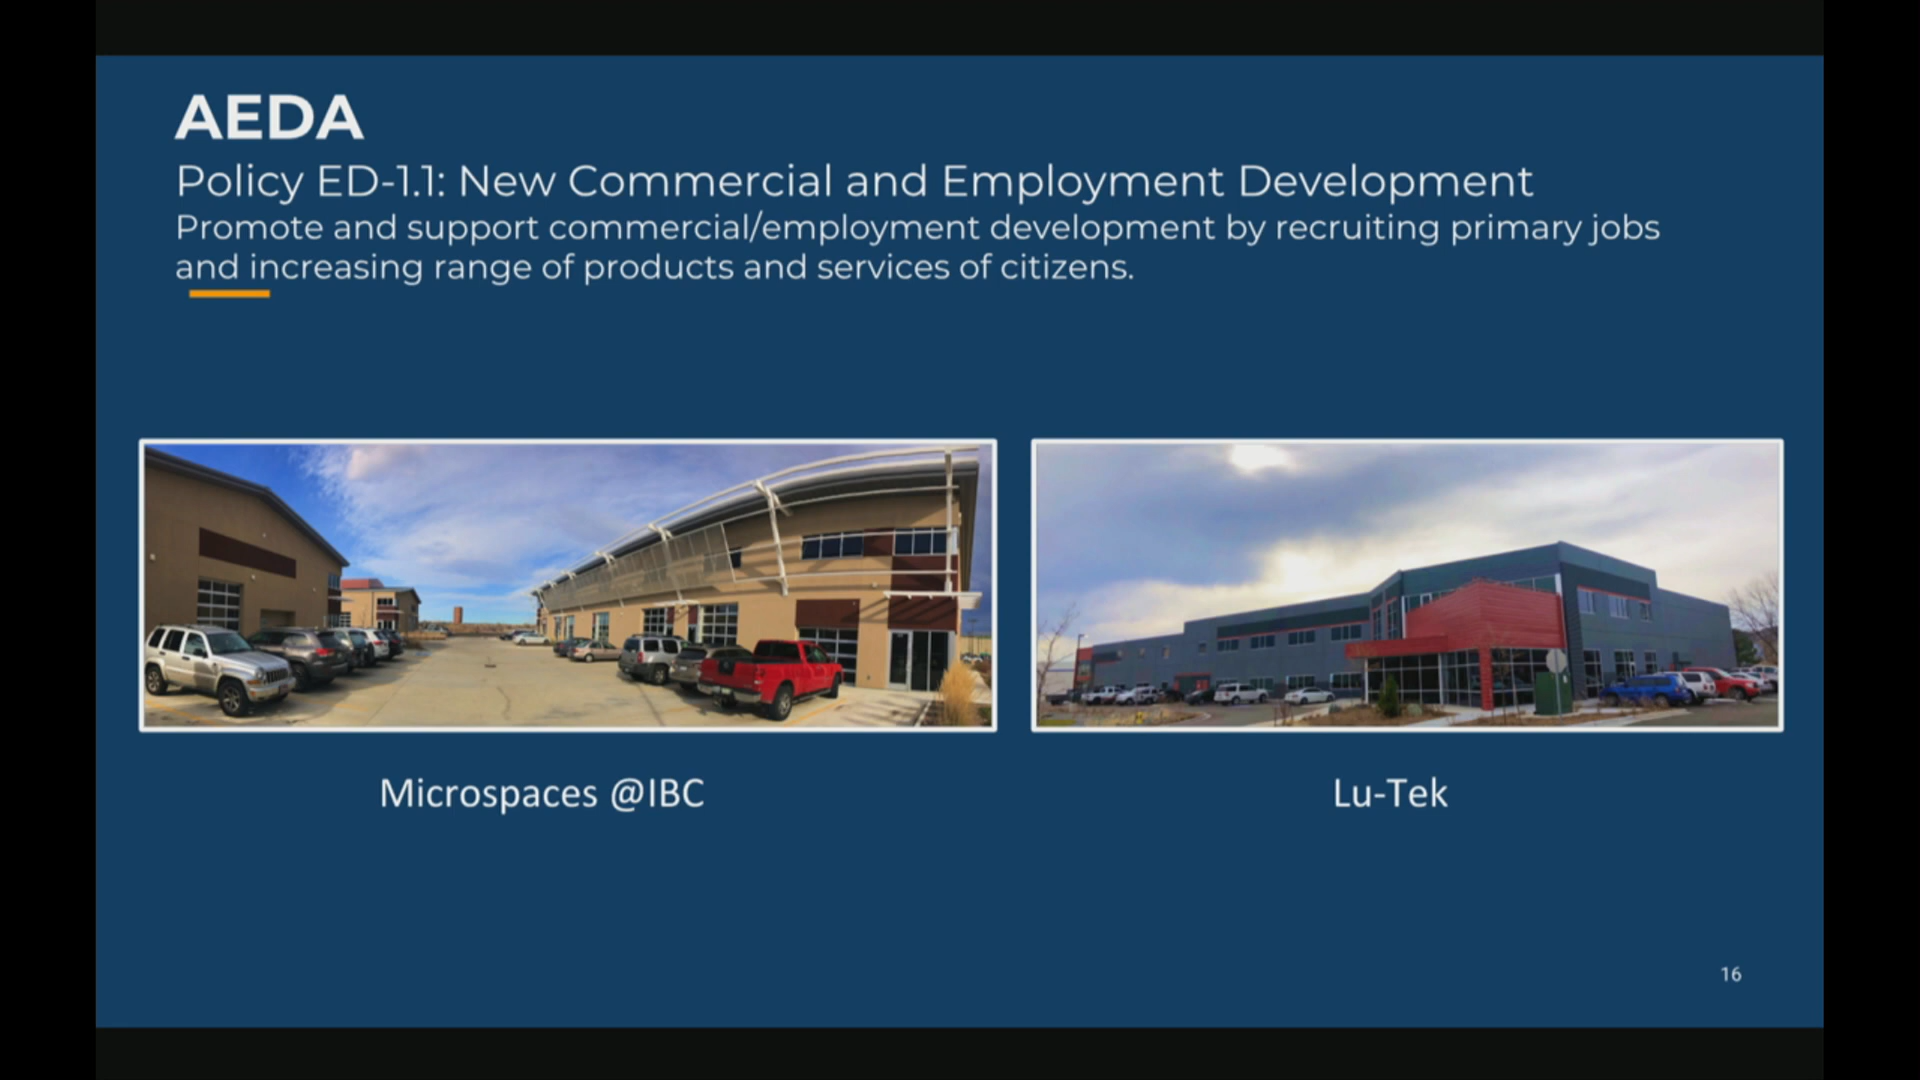 AEDA
Policy ED-1.1: New Commercial and Employment Development
Promote and support commercial/employment development by recruiting primary jobs
and increasing range of products and services of citizens.
Microspaces @IBC
Lu-Tek
16